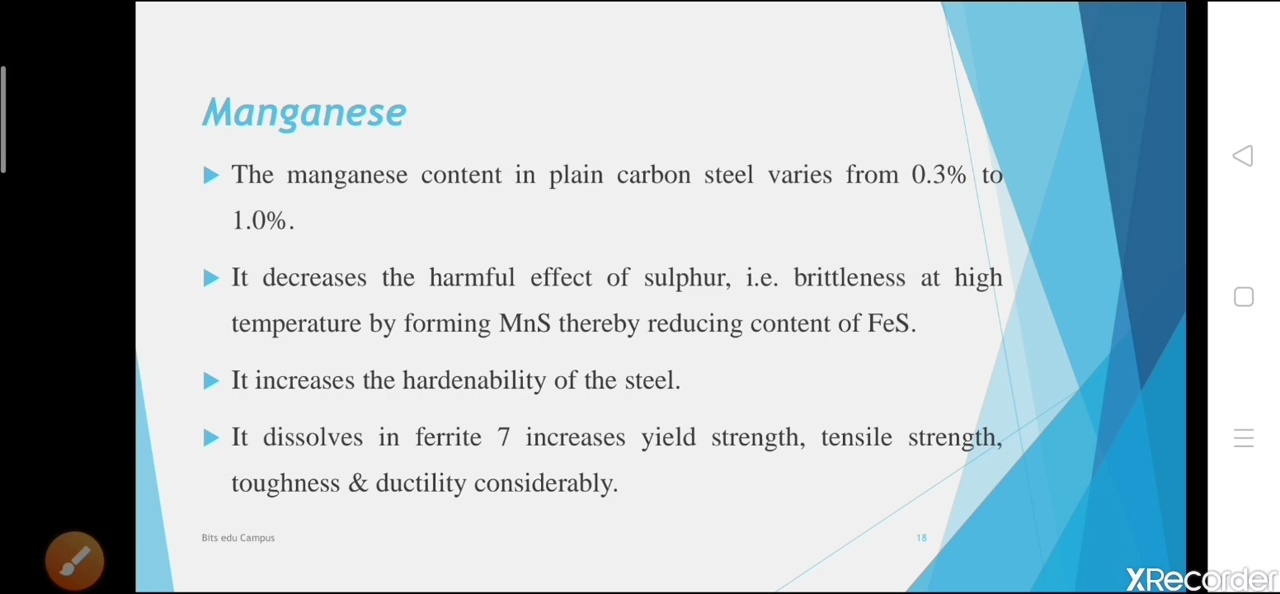 Manganese
The manganese content in plain carbon steel varies from 0.3% to
1.0%.
It decreases the harmful effect of sulphur, i.e. brittleness at high
temperature by forming MnS thereby reducing content of FeS.
It increases the hardenability of the steel.
It dissolves in ferrite 7 increases yield strength, tensile strength,
toughness & ductility considerably.
Bits edu Campus
18
XRecorder